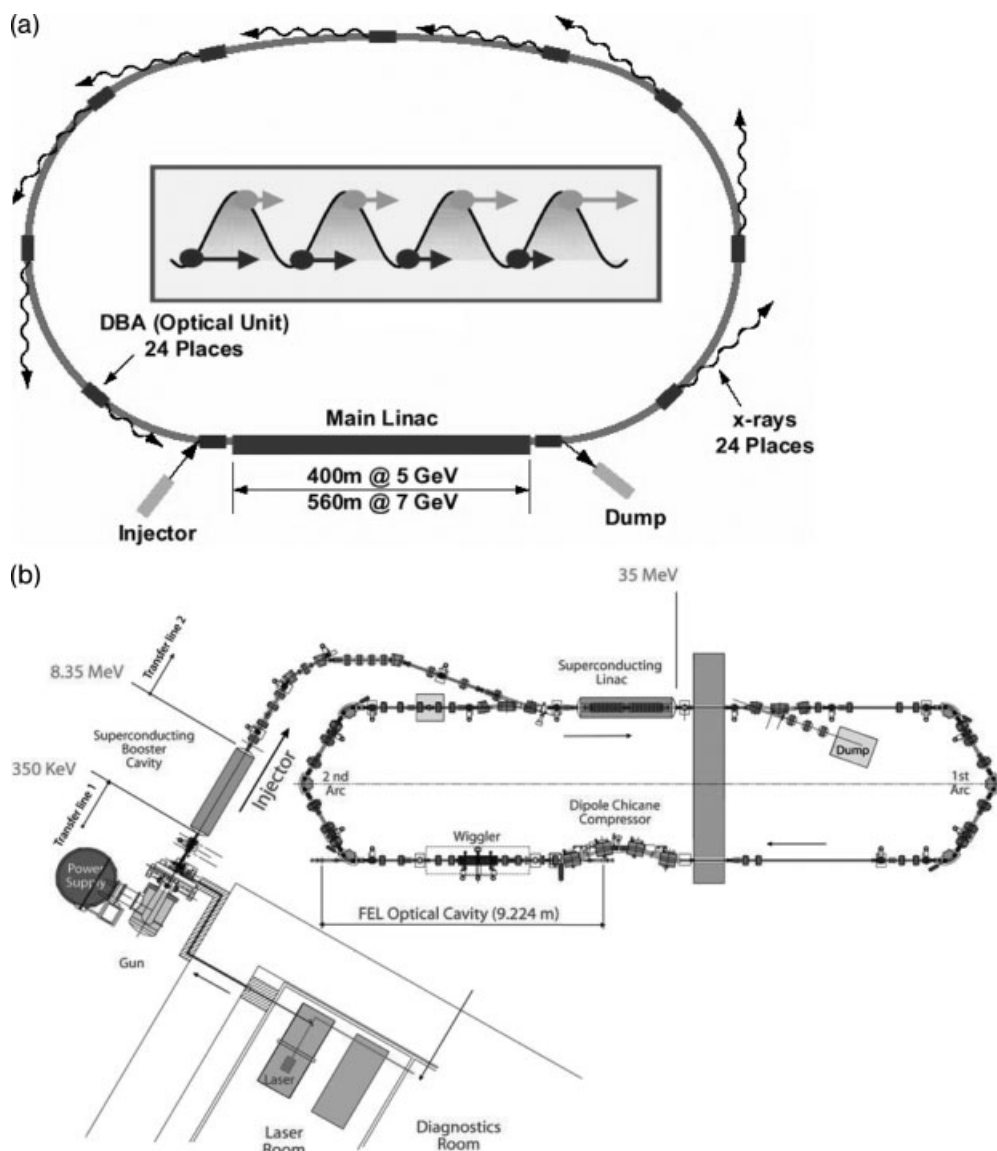 (a)
DBA (Optical Unit)
24 Places
Main Linac
x-rays
24 Places
400m @ 5 GeV
560m @ 7 GeV
Injector
Dump
(b)
35 MeV
8.35 MeV
Transfer line 2
Superconducting
Linac
Superconducting
Booster
Cavity
350 KeV
Transfer line 1
Injector
Dump
2 nd
Arc
1st
Arc
Dipole Chicane
Compressor
Wiggler
Power
Supply
FEL Optical Cavity (9.224 m)
Gun
Laser
Laser
Room
Diagnostics
Room